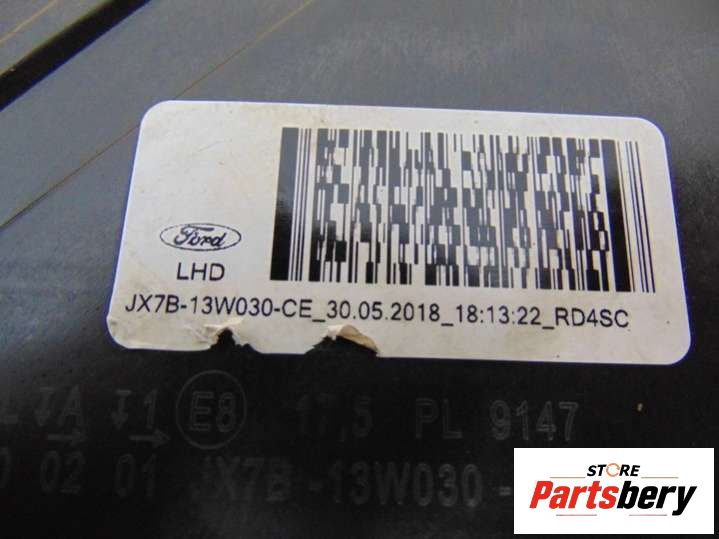 Ford
LHD
JX7B-13W030-CE_30.05.2018_18:13:22_RD4SC
A 1 E8 17,5 PL 9147
02 01 JX7B-13W030-
STORE
Partsbery